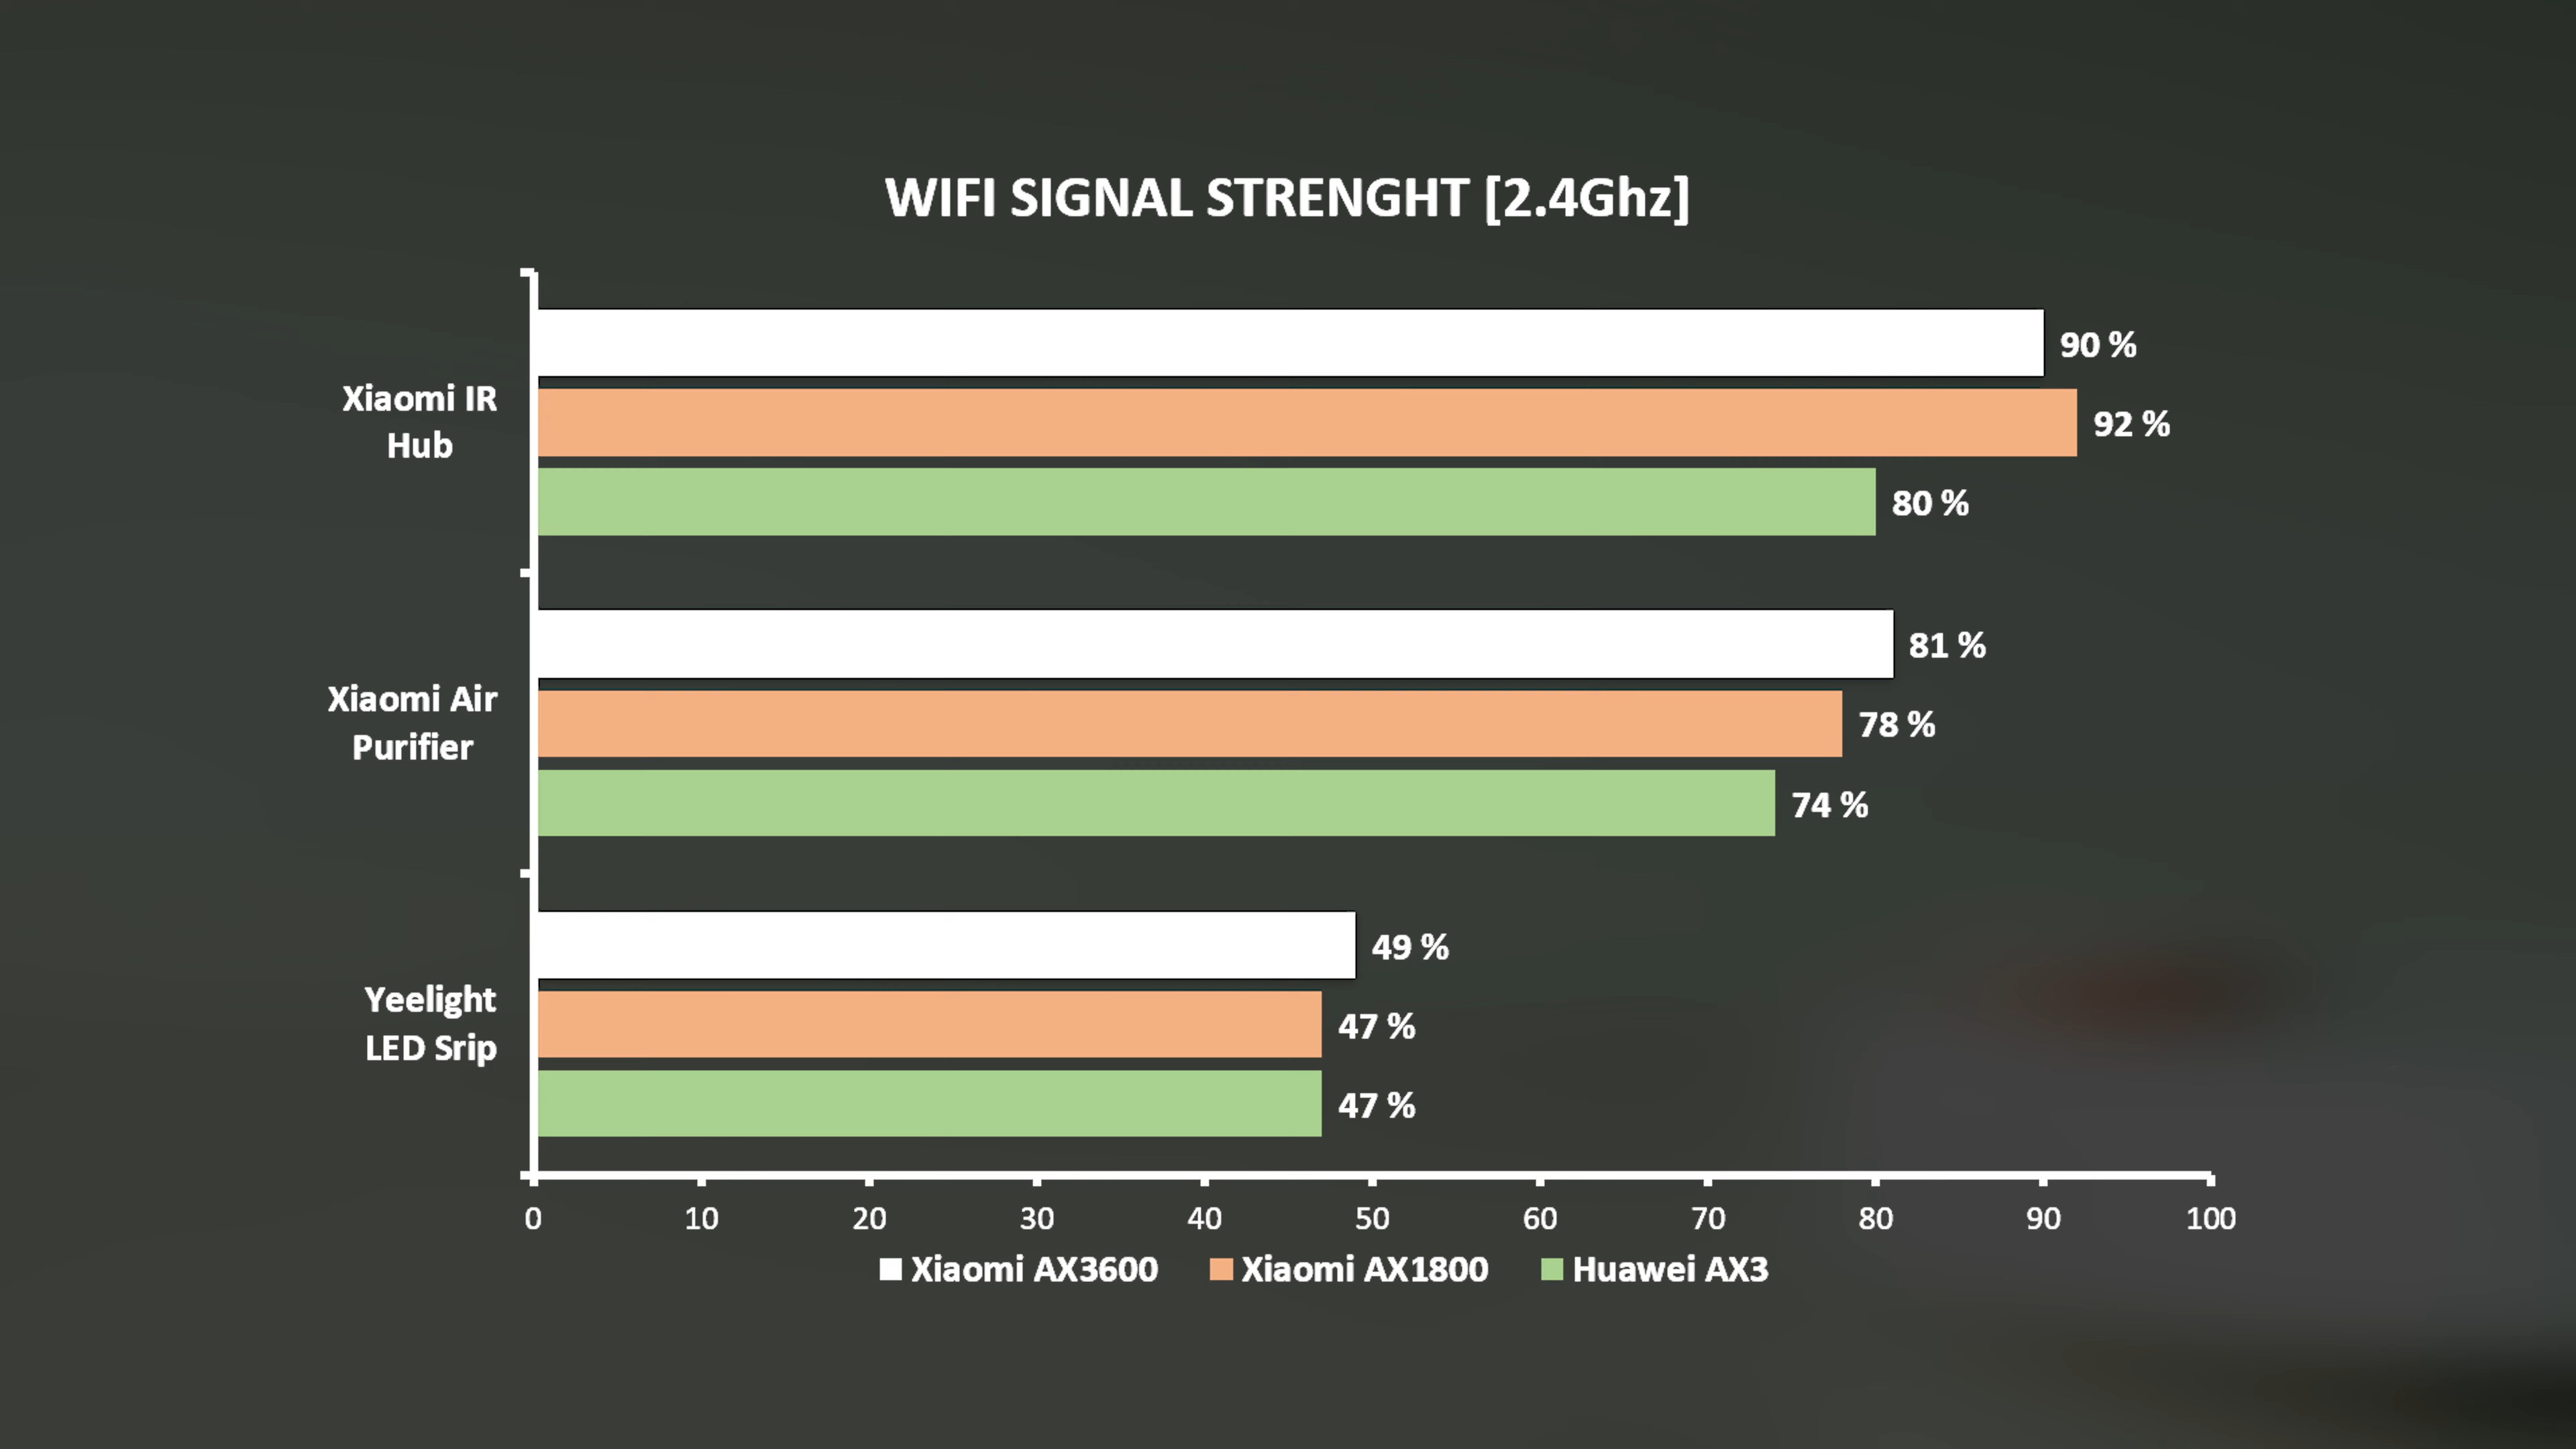 WIFI SIGNAL STRENGHT [2.4Ghz]
Xiaomi IR
Hub
90 %
92 %
80 %
Xiaomi Air
Purifier
81 %
78 %
74 %
Yeelight
LED Srip
49 %
47 %
47 %
0 10 20 30 40 50 60 70 80 90 100
Xiaomi AX3600 Xiaomi AX1800 Huawei AX3